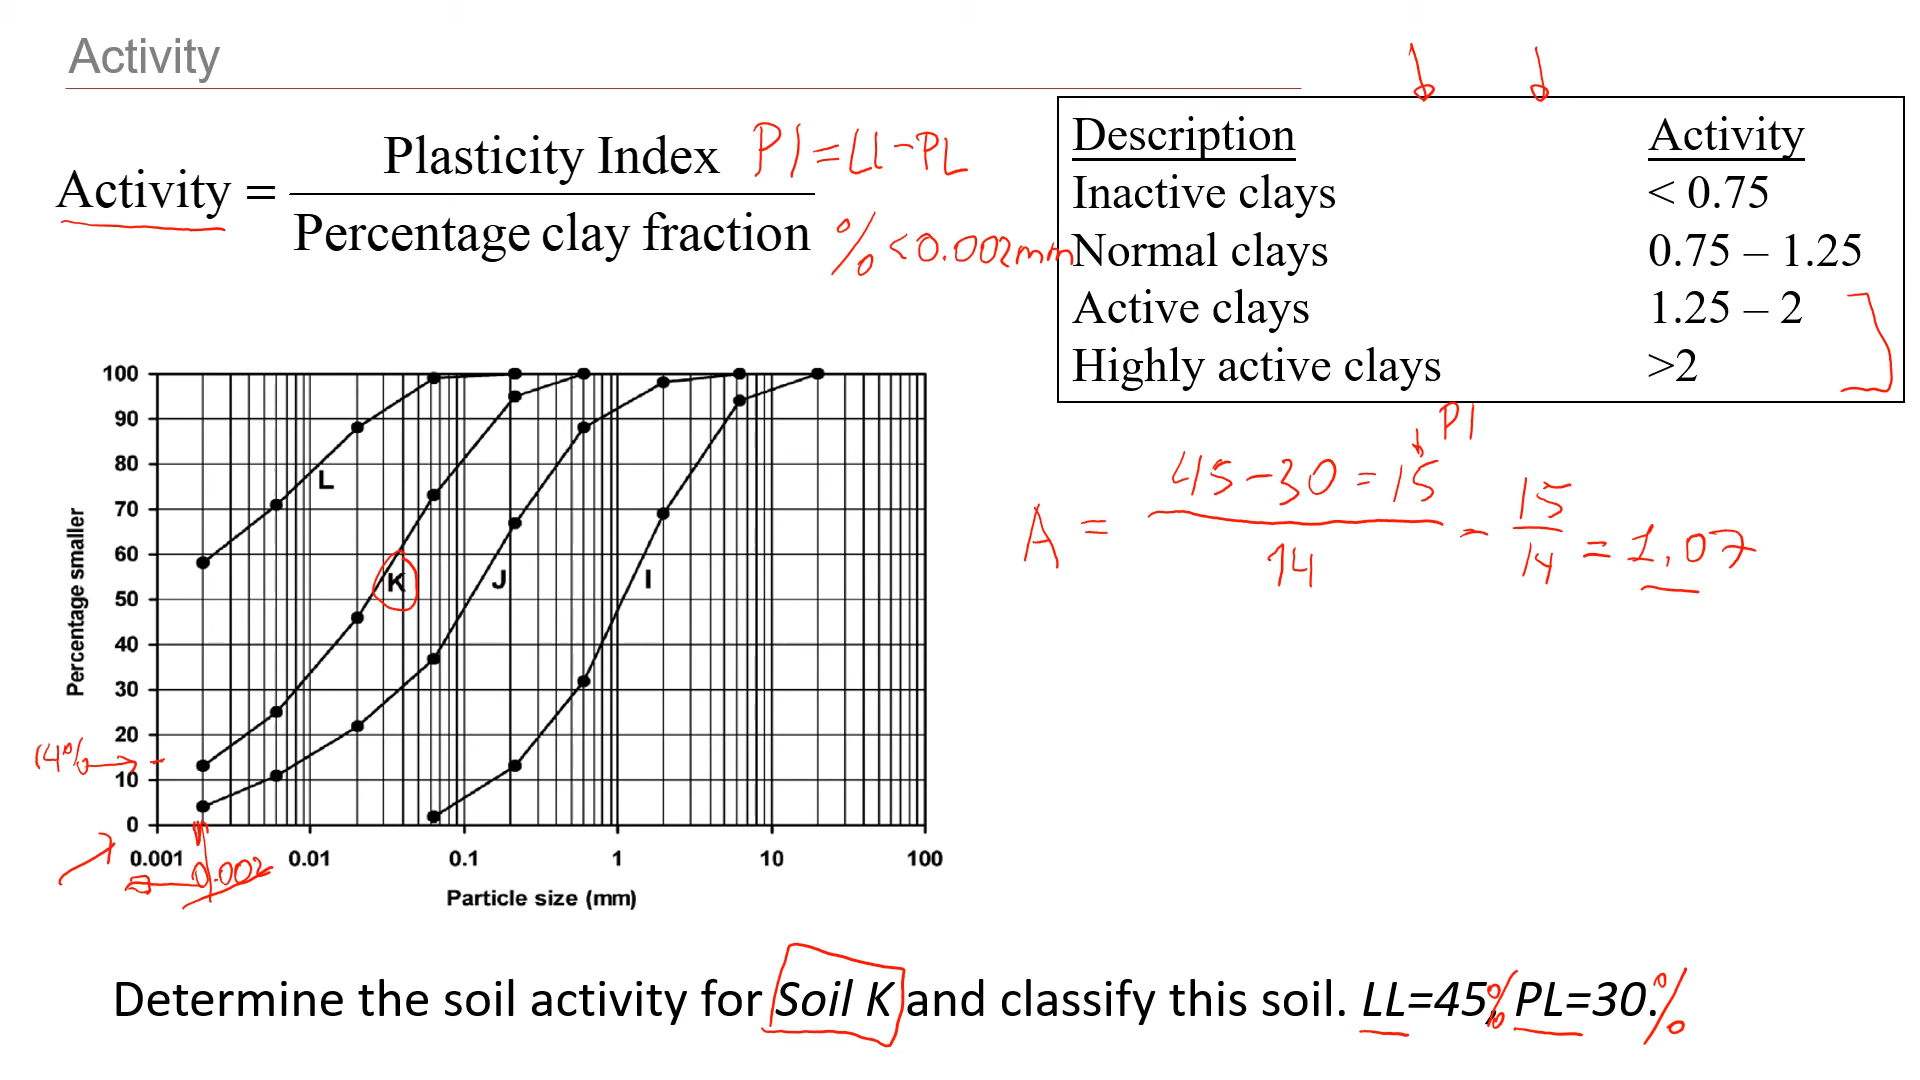 Activity
Activity = Plasticity Index PI = LL - PL
Percentage clay fraction % < 0.002mm
Description Activity
Inactive clays < 0.75
Normal clays 0.75 – 1.25
Active clays 1.25 – 2
Highly active clays >2
PI
A = 45 - 30 = 15 - 15 = 1.07
14 14
100
90
80
70
60
50
40
30
20
10
0
Percentage smaller
L
K
J
I
14%
0.001 0.01 0.1 1 10 100
0.002
Particle size (mm)
Determine the soil activity for Soil K and classify this soil. LL=45%, PL=30.%